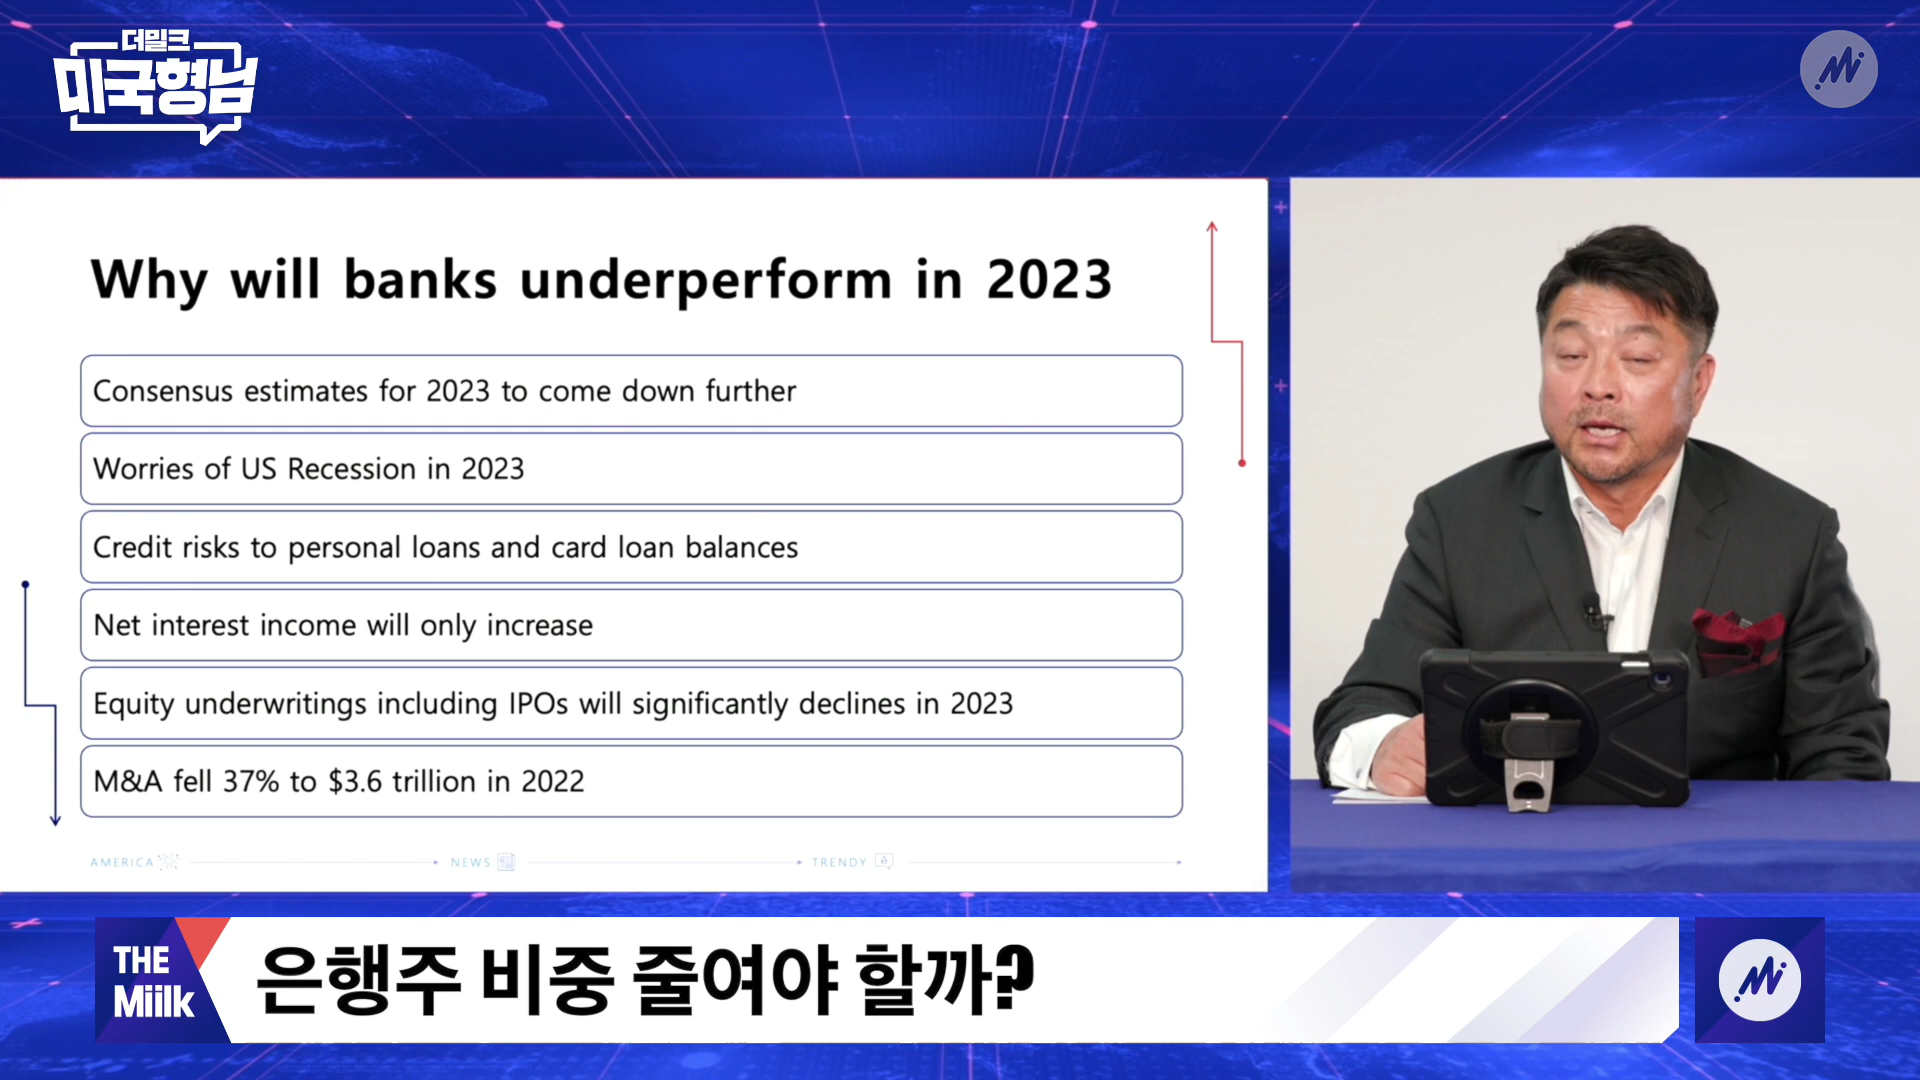 더밀크
미국형님
Why will banks underperform in 2023
Consensus estimates for 2023 to come down further
Worries of US Recession in 2023
Credit risks to personal loans and card loan balances
Net interest income will only increase
Equity underwritings including IPOs will significantly declines in 2023
M&A fell 37% to $3.6 trillion in 2022
AMERICA NEWS TRENDY
THE
Miilk
은행주 비중 줄여야 할까?